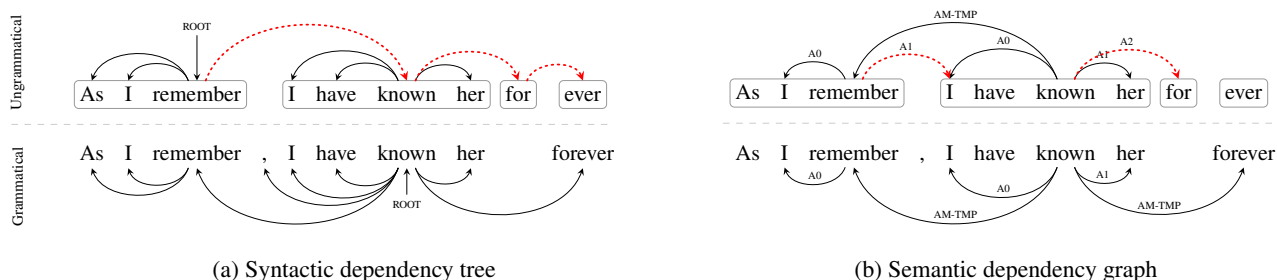 ROOT
Ungrammatical
As I remember I have known her for ever
Grammatical
As I remember , I have known her forever
ROOT
(a) Syntactic dependency tree
AM-TMP
A0 A1 A0 A1 A2
As I remember I have known her for ever
As I remember , I have known her forever
A0 A0 A1
AM-TMP AM-TMP
(b) Semantic dependency graph